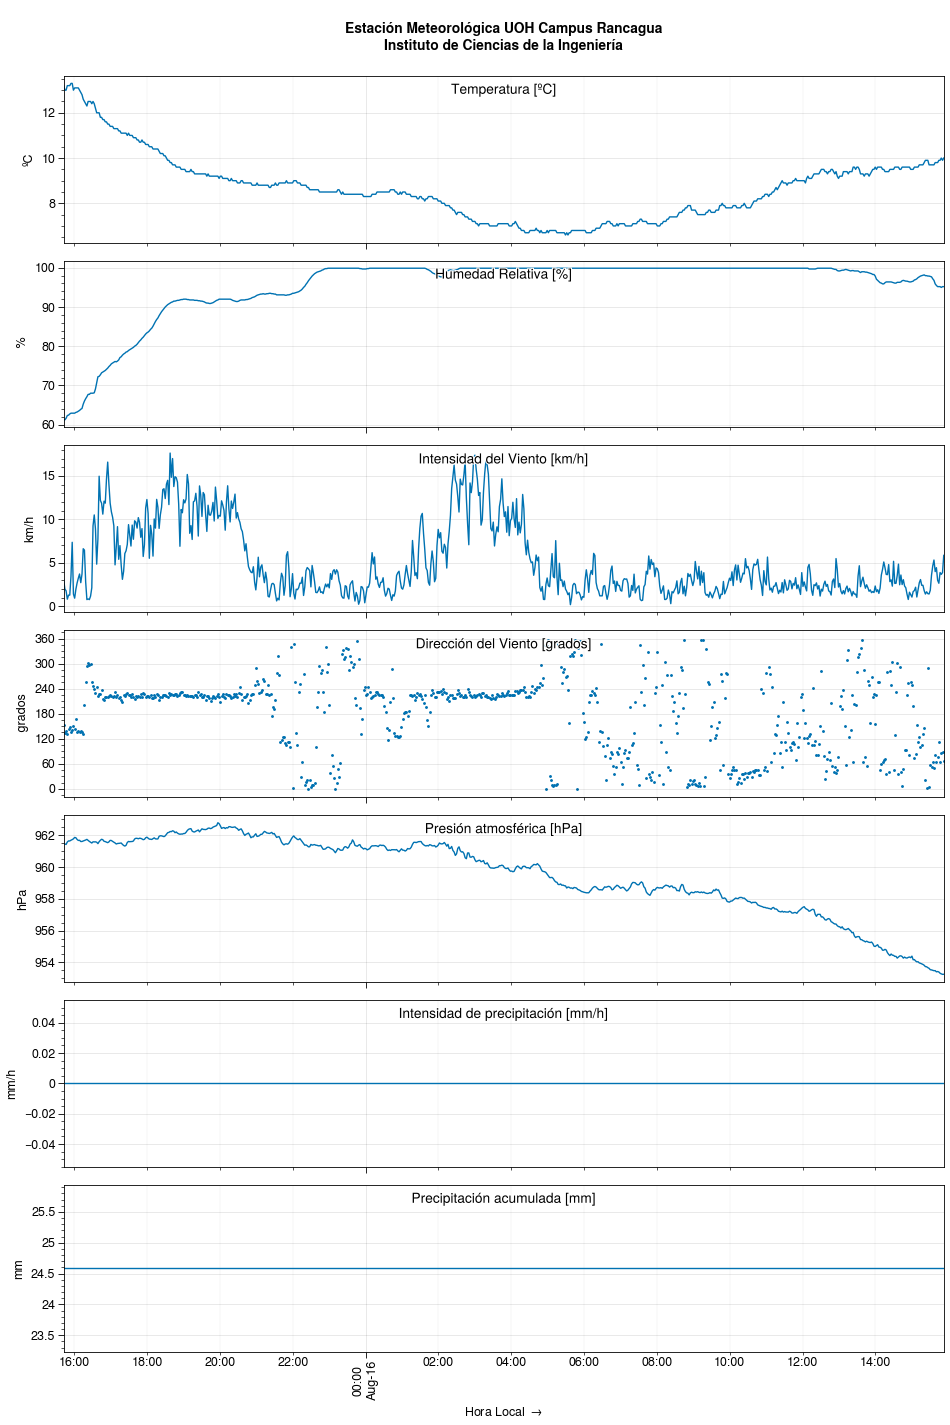 Estación Meteorológica UOH Campus Rancagua
Instituto de Ciencias de la Ingeniería
Temperatura [ºC]
12
10
8
ºC
Humedad Relativa [%]
100
90
80
70
60
%
Intensidad del Viento [km/h]
15
10
5
0
km/h
Dirección del Viento [grados]
360
300
240
180
120
60
0
grados
Presión atmosférica [hPa]
962
960
958
956
954
hPa
Intensidad de precipitación [mm/h]
0.04
0.02
0
−0.02
−0.04
mm/h
Precipitación acumulada [mm]
25.5
25
24.5
24
23.5
mm
16:00 18:00 20:00 22:00 00:00 02:00 04:00 06:00 08:00 10:00 12:00 14:00
Aug-16
Hora Local →